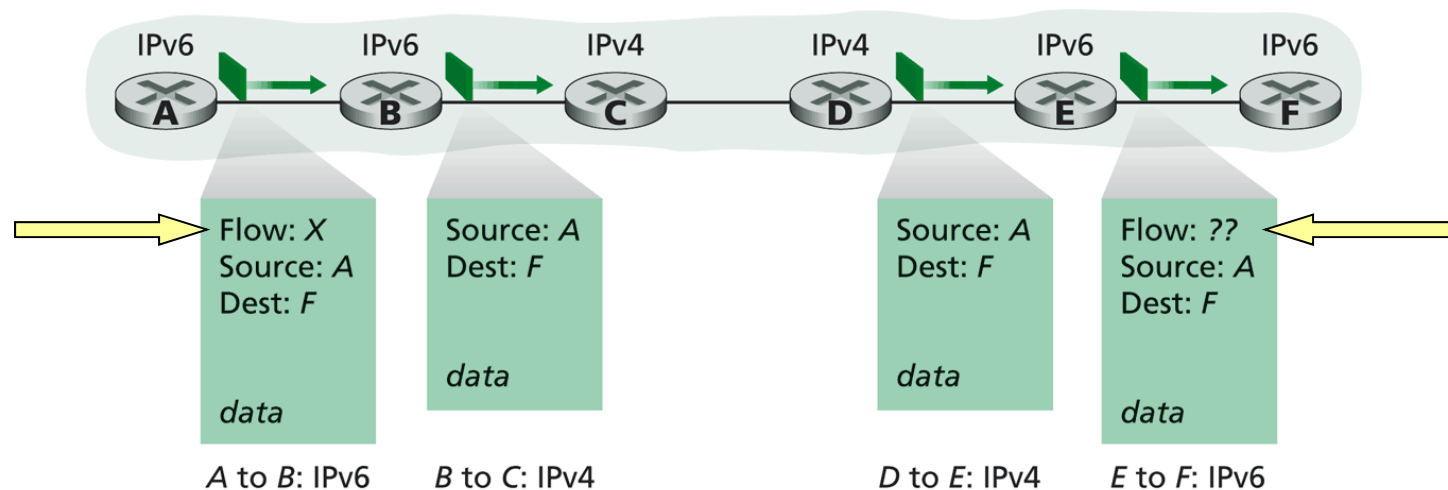 IPv6
IPv6
IPv4
IPv4
IPv6
IPv6
A
B
C
D
E
F
Flow: X
Source: A
Dest: F
data
Source: A
Dest: F
data
Source: A
Dest: F
data
Flow: ??
Source: A
Dest: F
data
A to B: IPv6
B to C: IPv4
D to E: IPv4
E to F: IPv6